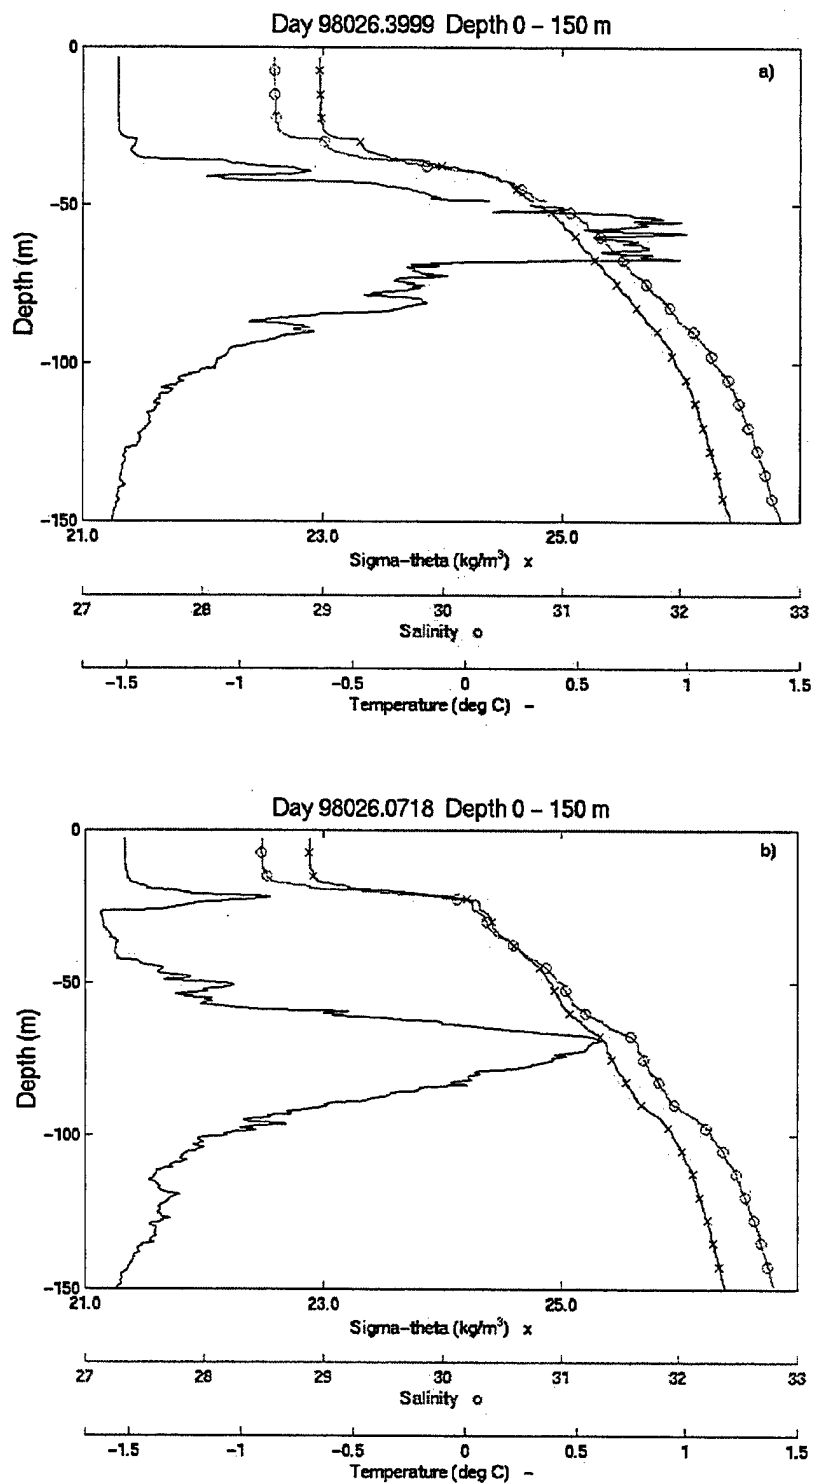 Day 98026.3999 Depth 0 – 150 m
a)
0
−50
−100
−150
Depth (m)
21.0 23.0 25.0
Sigma−theta (kg/m³) x
27 28 29 30 31 32 33
Salinity o
−1.5 −1 −0.5 0 0.5 1 1.5
Temperature (deg C) −
Day 98026.0718 Depth 0 – 150 m
b)
0
−50
−100
−150
Depth (m)
21.0 23.0 25.0
Sigma−theta (kg/m³) x
27 28 29 30 31 32 33
Salinity o
−1.5 −1 −0.5 0 0.5 1 1.5
Temperature (deg C) −